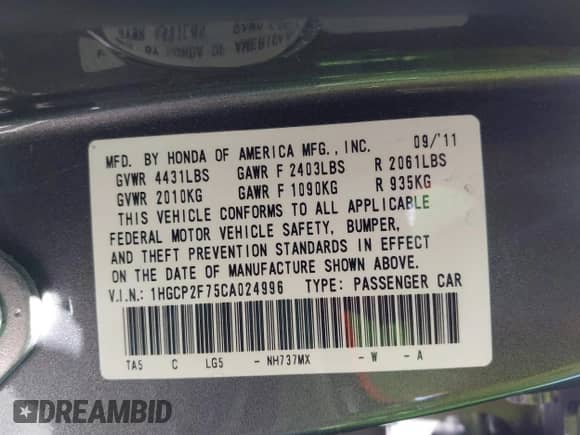 MFD. BY HONDA OF AMERICA MFG., INC. 09/'11
GVWR 4431LBS GAWR F 2403LBS R 2061LBS
GVWR 2010KG GAWR F 1090KG R 935KG
THIS VEHICLE CONFORMS TO ALL APPLICABLE
FEDERAL MOTOR VEHICLE SAFETY, BUMPER,
AND THEFT PREVENTION STANDARDS IN EFFECT
ON THE DATE OF MANUFACTURE SHOWN ABOVE.
V.I.N.: 1HGCP2F75CA024996 TYPE: PASSENGER CAR
TA5 C LG5 - NH737MX - W - A
DREAMBID